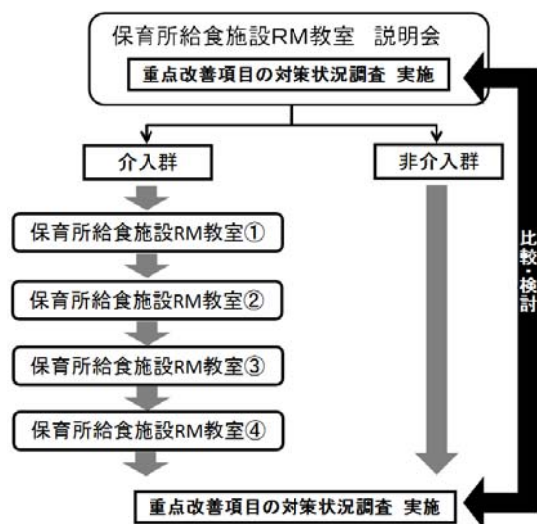 保育所給食施設RM教室 説明会
重点改善項目の対策状況調査 実施
介入群
非介入群
保育所給食施設RM教室①
保育所給食施設RM教室②
保育所給食施設RM教室③
保育所給食施設RM教室④
比較・検討
重点改善項目の対策状況調査 実施